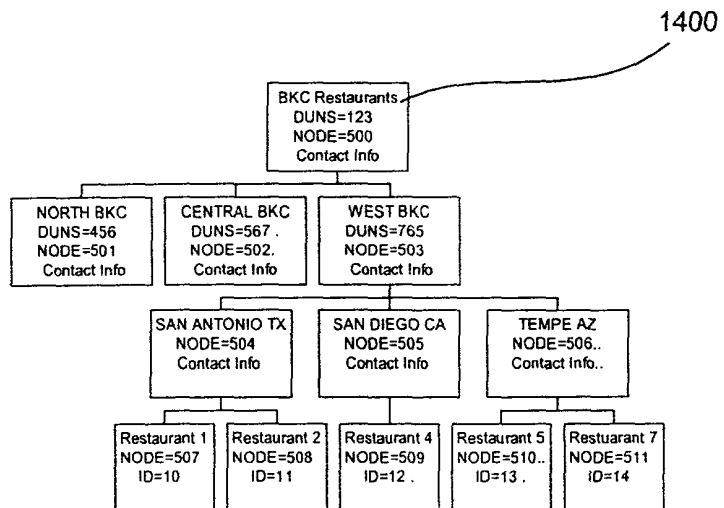 1400
BKC Restaurants
DUNS=123
NODE=500
Contact Info
NORTH BKC
DUNS=456
NODE=501
Contact Info
CENTRAL BKC
DUNS=567 .
NODE=502.
Contact Info
WEST BKC
DUNS=765
NODE=503
Contact Info
SAN ANTONIO TX
NODE=504
Contact Info
SAN DIEGO CA
NODE=505
Contact Info
TEMPE AZ
NODE=506..
Contact Info..
Restaurant 1
NODE=507
ID=10
Restaurant 2
NODE=508
ID=11
Restaurant 4
NODE=509
ID=12 .
Restaurant 5
NODE=510..
ID=13 .
Restuarant 7
NODE=511
ID=14